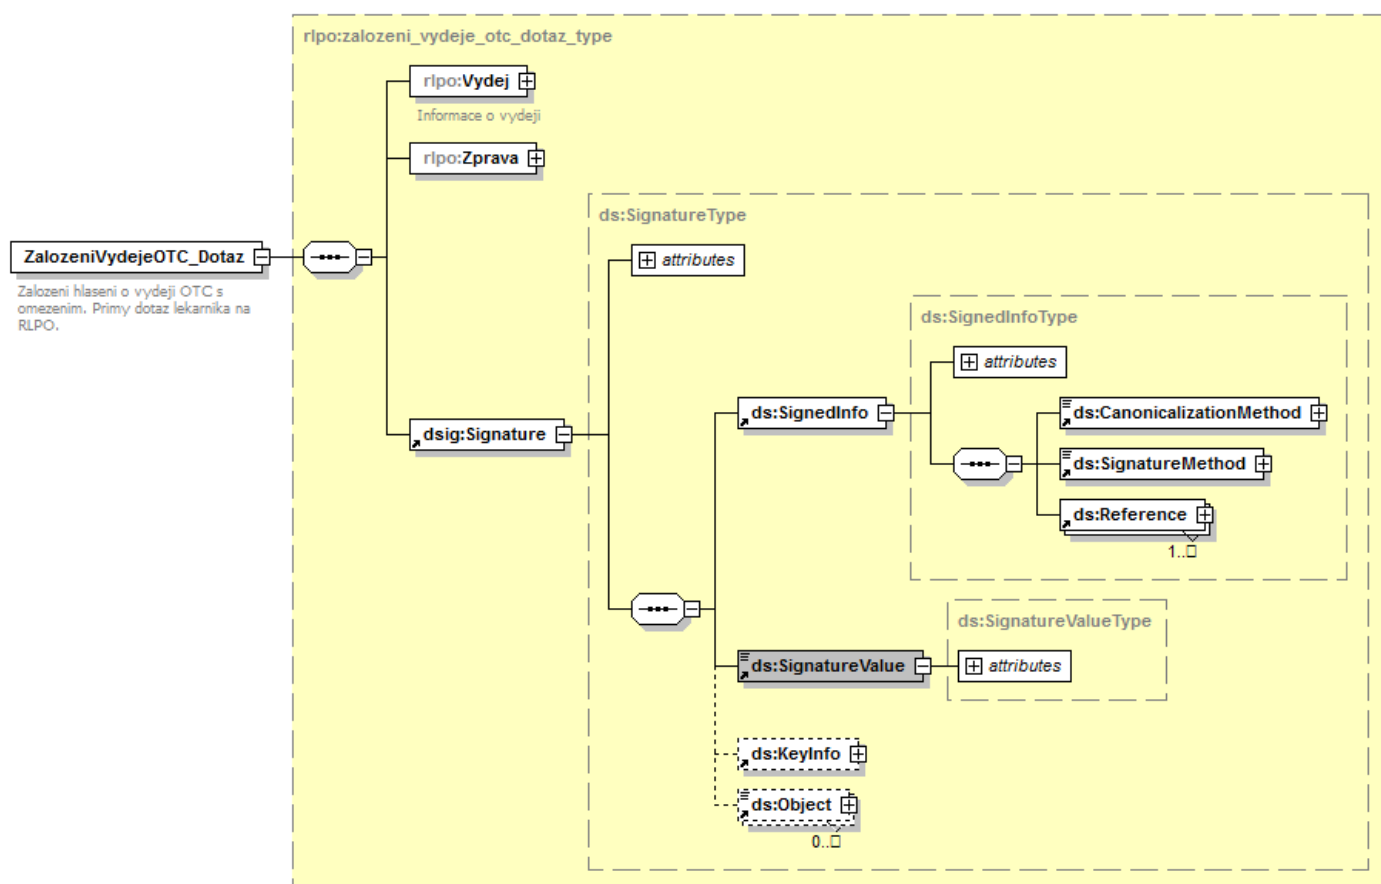 rlpo:zalozeni_vydeje_otc_dotaz_type
rlpo:Vydej
Informace o vydeji
rlpo:Zprava
ds:SignatureType
ZalozeniVydejeOTC_Dotaz
Zalozeni hlaseni o vydeji OTC s
omezenim. Primy dotaz lekarnika na
RLPO.
attributes
ds:SignedInfoType
attributes
ds:SignedInfo
ds:CanonicalizationMethod
dsig:Signature
ds:SignatureMethod
ds:Reference
1..□
ds:SignatureValueType
ds:SignatureValue
attributes
ds:KeyInfo
ds:Object
0..□